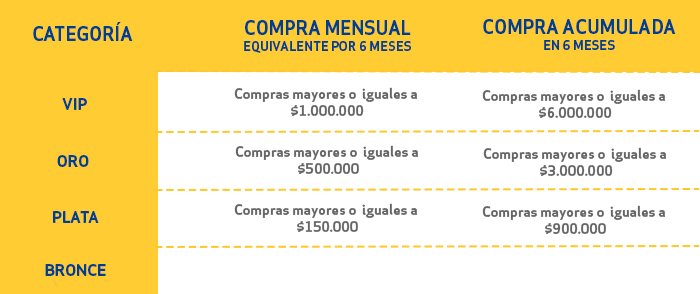 CATEGORÍA
COMPRA MENSUAL
EQUIVALENTE POR 6 MESES
COMPRA ACUMULADA
EN 6 MESES
VIP
Compras mayores o iguales a
$1.000.000
Compras mayores o iguales a
$6.000.000
ORO
Compras mayores o iguales a
$500.000
Compras mayores o iguales a
$3.000.000
PLATA
Compras mayores o iguales a
$150.000
Compras mayores o iguales a
$900.000
BRONCE